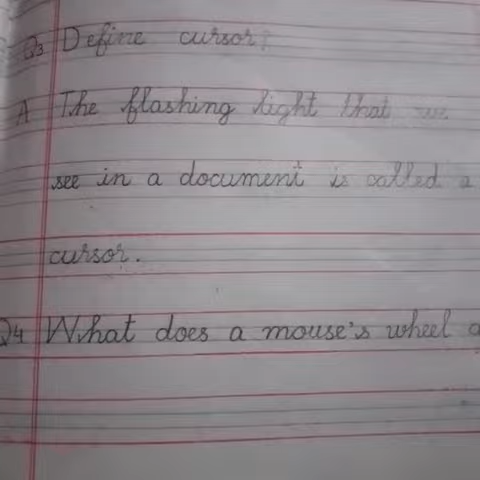 Q3 Define cursor.
A The flashing light that we
see in a document is called a
cursor.
Q4 What does a mouse's wheel